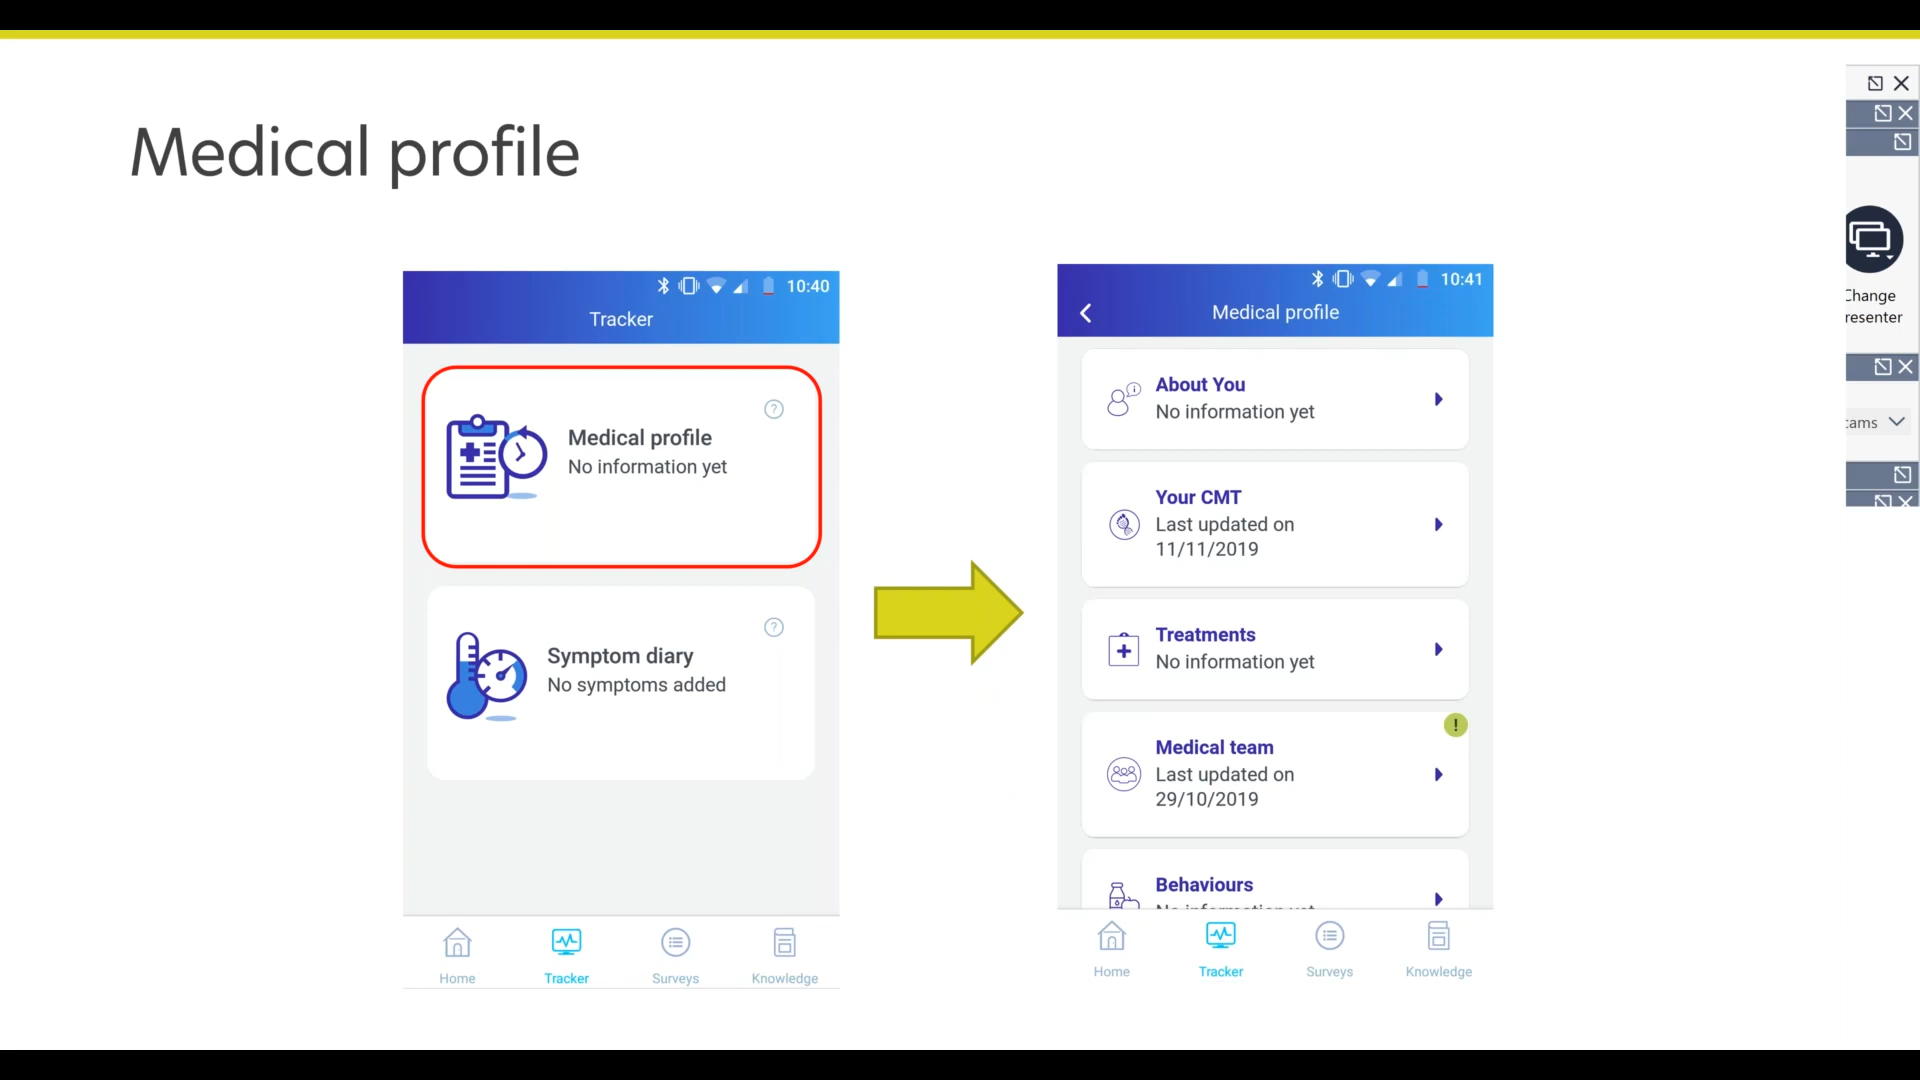 Medical profile
10:40
Tracker
Medical profile
No information yet
Symptom diary
No symptoms added
Home
Tracker
Surveys
Knowledge
10:41
Medical profile
About You
No information yet
Your CMT
Last updated on
11/11/2019
Treatments
No information yet
Medical team
Last updated on
29/10/2019
Behaviours
Home
Tracker
Surveys
Knowledge
Change
resenter